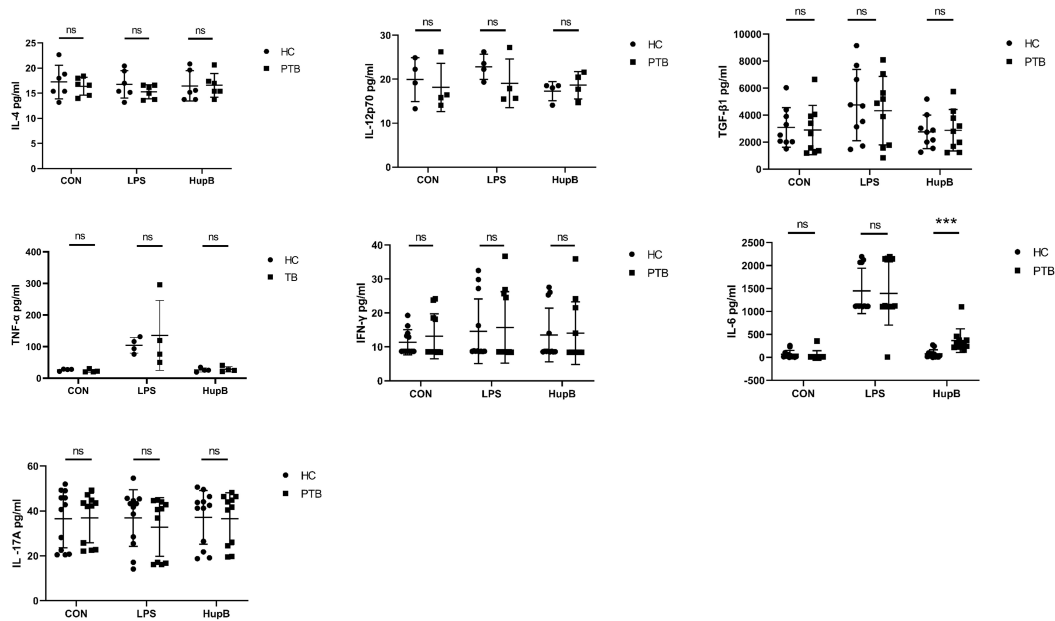 ns ns ns
25
20
15
10
5
0
IL-4 pg/ml
CON LPS HupB
HC
PTB
ns ns ns
30
20
10
0
IL-12p70 pg/ml
CON LPS HupB
HC
PTB
ns ns ns
10000
8000
6000
4000
2000
0
TGF-β1 pg/ml
CON LPS HupB
HC
PTB
ns ns ns
400
300
200
100
0
TNF-α pg/ml
CON LPS HupB
HC
TB
ns ns ns
40
30
20
10
0
IFN-γ pg/ml
CON LPS HupB
HC
PTB
ns ns ***
2500
2000
1500
1000
500
0
-500
IL-6 pg/ml
CON LPS HupB
HC
PTB
ns ns ns
60
40
20
0
IL -17A pg/ml
CON LPS HupB
HC
PTB